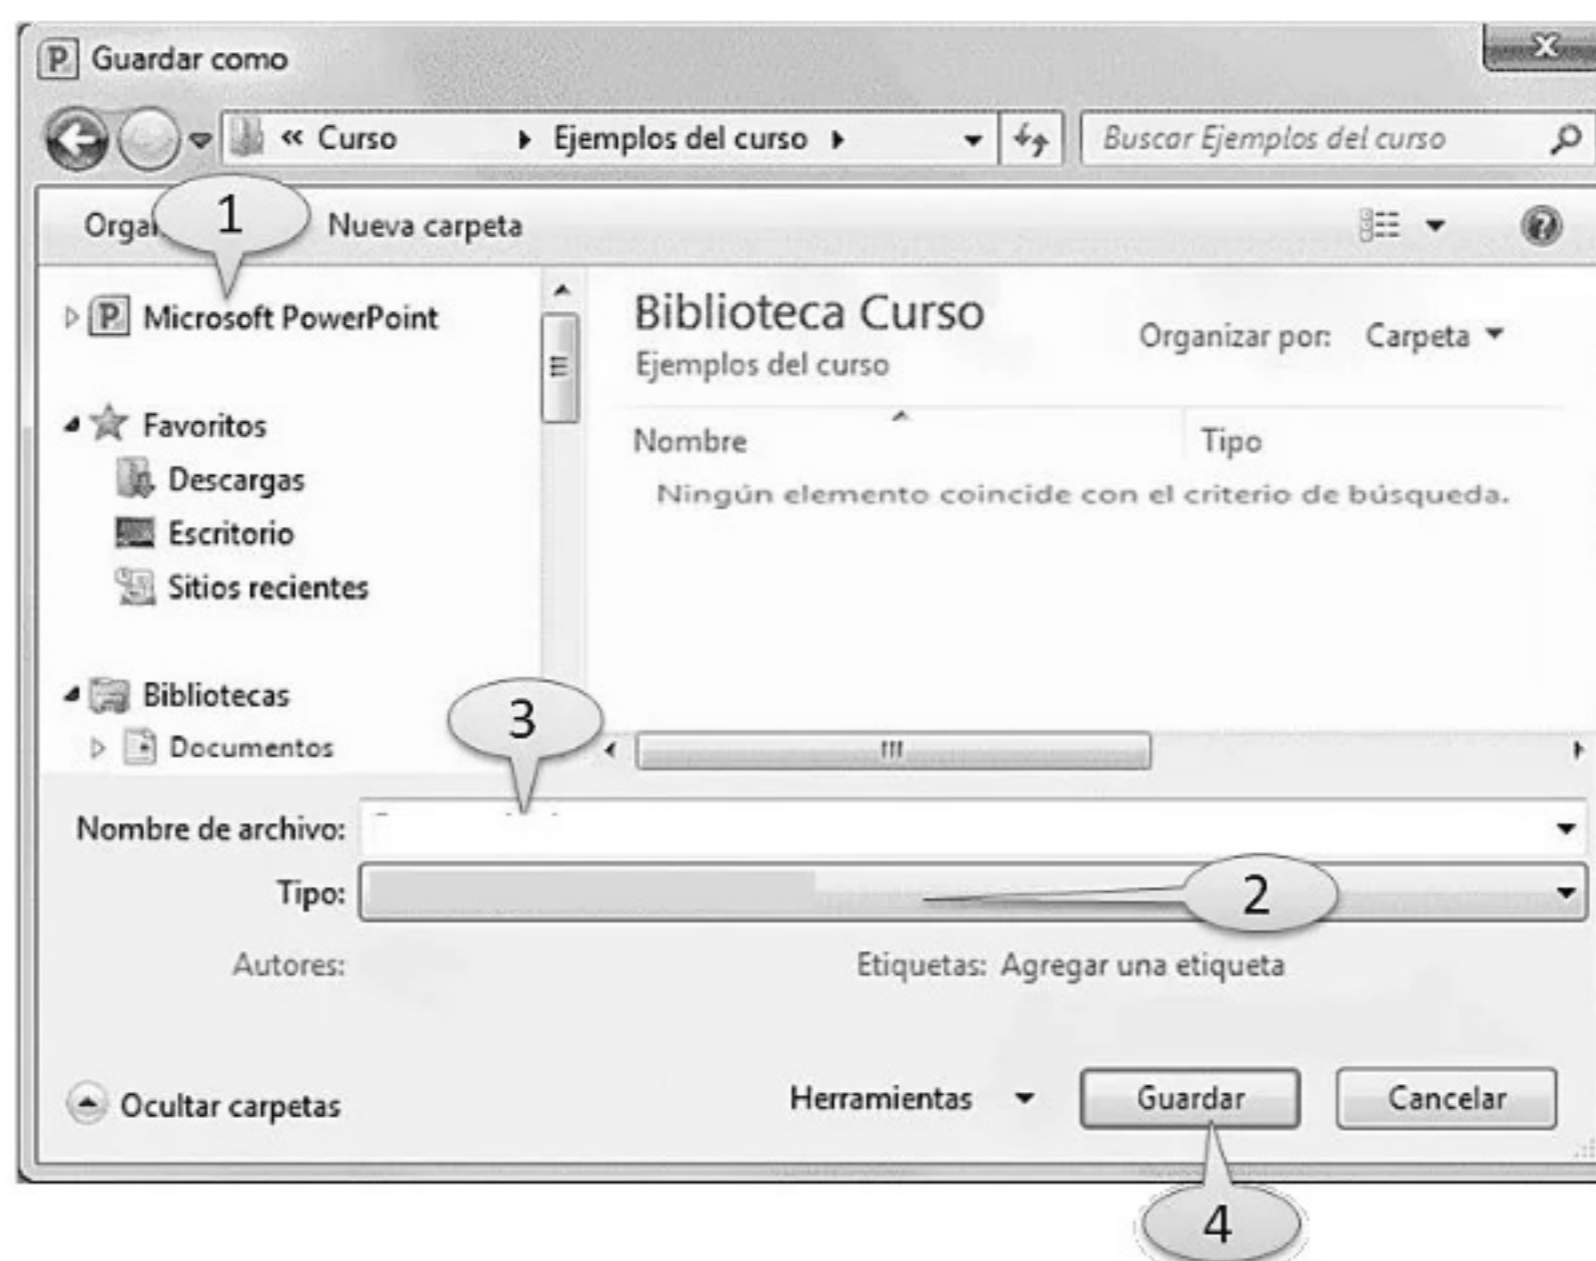 Guardar como
« Curso ▸ Ejemplos del curso ▸ Buscar Ejemplos del curso
1 Nueva carpeta
Microsoft PowerPoint
Biblioteca Curso
Ejemplos del curso
Organizar por: Carpeta
Favoritos
Nombre Tipo
Ningún elemento coincide con el criterio de búsqueda.
Descargas
Escritorio
Sitios recientes
Bibliotecas
Documentos
3
Nombre de archivo:
Tipo:
2
Autores: Etiquetas: Agregar una etiqueta
Ocultar carpetas Herramientas Guardar Cancelar
4